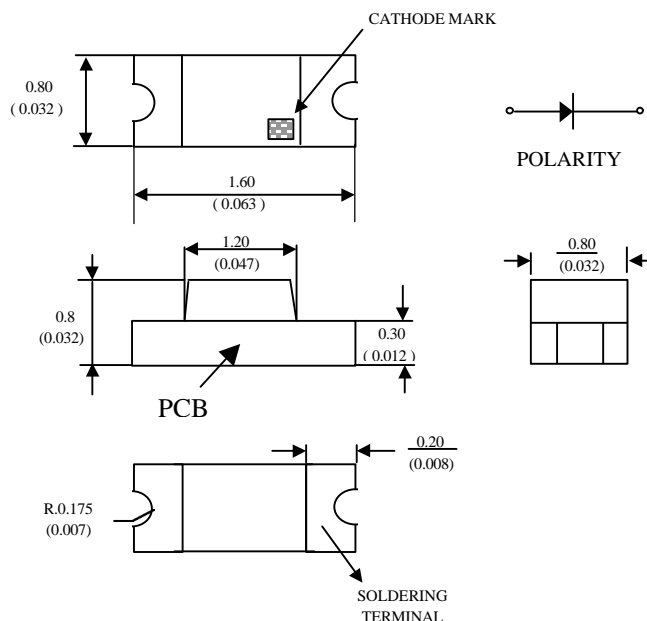 CATHODE MARK
0.80
( 0.032)
POLARITY
1.60
( 0.063)
1.20
(0.047)
0.80
(0.032)
0.8
(0.032)
0.30
( 0.012)
PCB
0.20
(0.008)
R.0.175
(0.007)
SOLDERING
TERMINAL